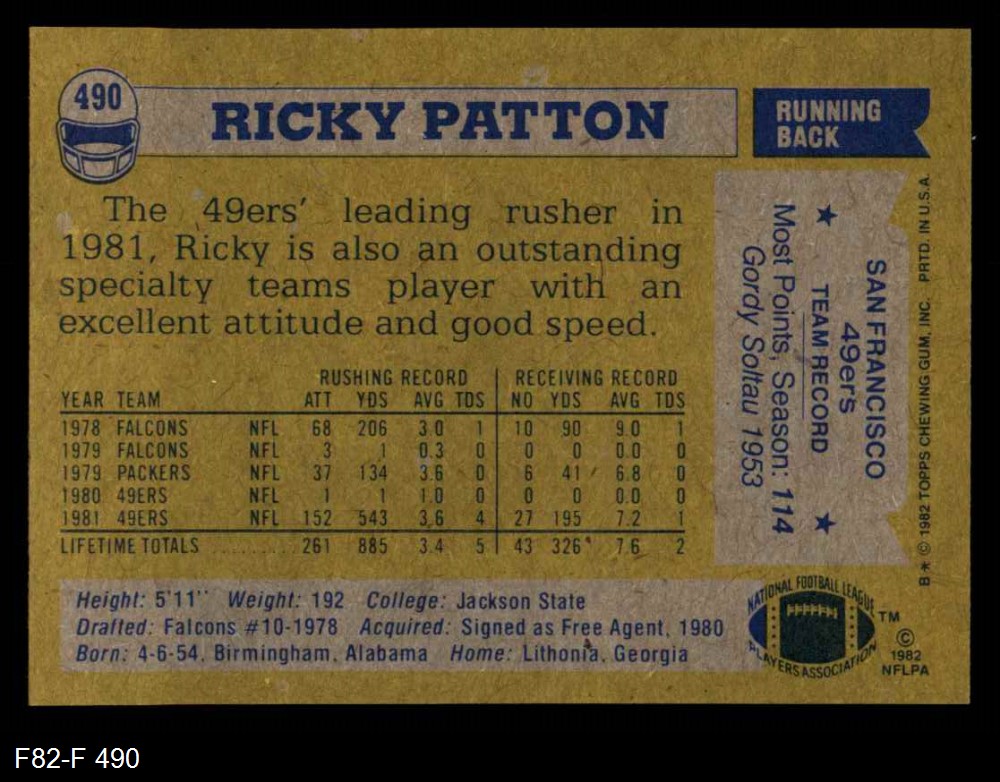 490
RICKY PATTON
RUNNING
BACK
The 49ers' leading rusher in
1981, Ricky is also an outstanding
specialty teams player with an
excellent attitude and good speed.
RUSHING RECORD RECEIVING RECORD
YEAR TEAM ATT YDS AVG TDS NO YDS AVG TDS
1978 FALCONS NFL 68 206 3.0 1 10 90 9.0 1
1979 FALCONS NFL 3 1 0.3 0 0 0 0.0 0
1979 PACKERS NFL 37 134 3.6 0 6 41 6.8 0
1980 49ERS NFL 1 1 1.0 0 0 0 0.0 0
1981 49ERS NFL 152 543 3.6 4 27 195 7.2 1
LIFETIME TOTALS .......... 261 885 3.4 5 43 326 7.6 2
Height: 5'11" Weight: 192 College: Jackson State
Drafted: Falcons #10-1978 Acquired: Signed as Free Agent, 1980
Born: 4-6-54, Birmingham, Alabama Home: Lithonia, Georgia
SAN FRANCISCO
49ers
★ TEAM RECORD ★
Most Points, Season: 114
Gordy Soltau 1953
B* © 1982 TOPPS CHEWING GUM, INC. PRTD. IN U.S.A.
NATIONAL FOOTBALL LEAGUE
PLAYERS ASSOCIATION
TM
©
1982
NFLPA
F82-F 490